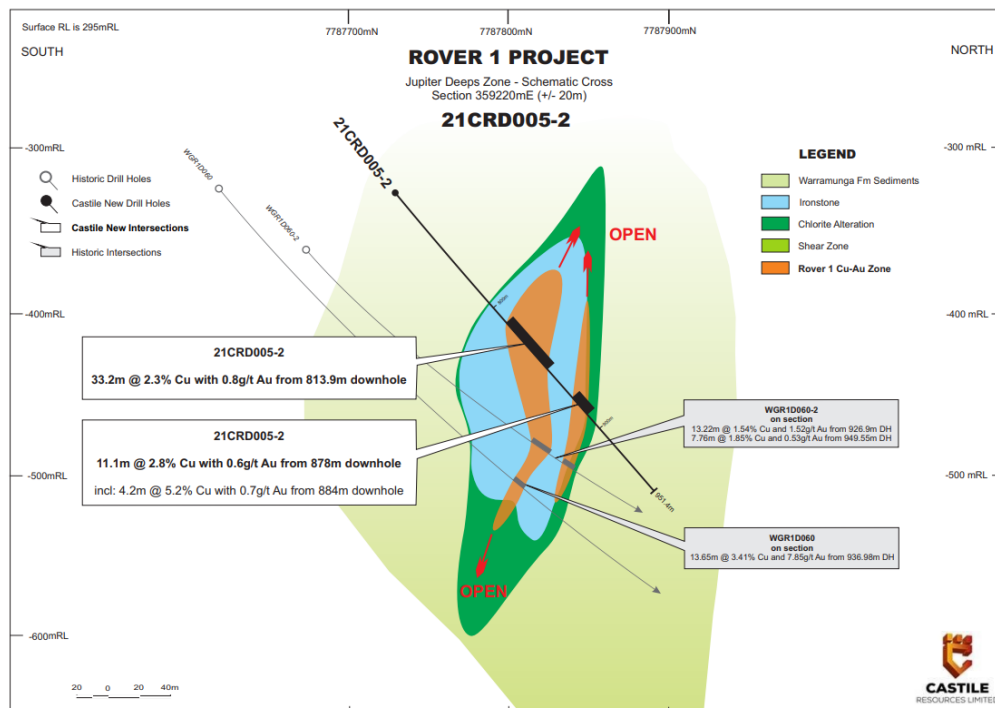 Surface RL is 295mRL
7787700mN
7787800mN
7787900mN
SOUTH
NORTH
ROVER 1 PROJECT
Jupiter Deeps Zone - Schematic Cross
Section 359220mE (+/- 20m)
21CRD005-2
-300mRL
-300 mRL
WGR1D060
WGR1D060-2
21CRD005-2
Historic Drill Holes
Castile New Drill Holes
Castile New Intersections
Historic Intersections
LEGEND
Warramunga Fm Sediments
Ironstone
Chlorite Alteration
Shear Zone
Rover 1 Cu-Au Zone
OPEN
800m
-400mRL
-400 mRL
21CRD005-2
33.2m @ 2.3% Cu with 0.8g/t Au from 813.9m downhole
21CRD005-2
11.1m @ 2.8% Cu with 0.6g/t Au from 878m downhole
incl: 4.2m @ 5.2% Cu with 0.7g/t Au from 884m downhole
WGR1D060-2
on section
13.22m @ 1.54% Cu and 1.52g/t Au from 926.9m DH
7.76m @ 1.85% Cu and 0.53g/t Au from 949.55m DH
-500mRL
-500 mRL
951.4m
WGR1D060
on section
13.65m @ 3.41% Cu and 7.85g/t Au from 936.98m DH
OPEN
-600mRL
20 0 20 40m
CASTILE
RESOURCES LIMITED